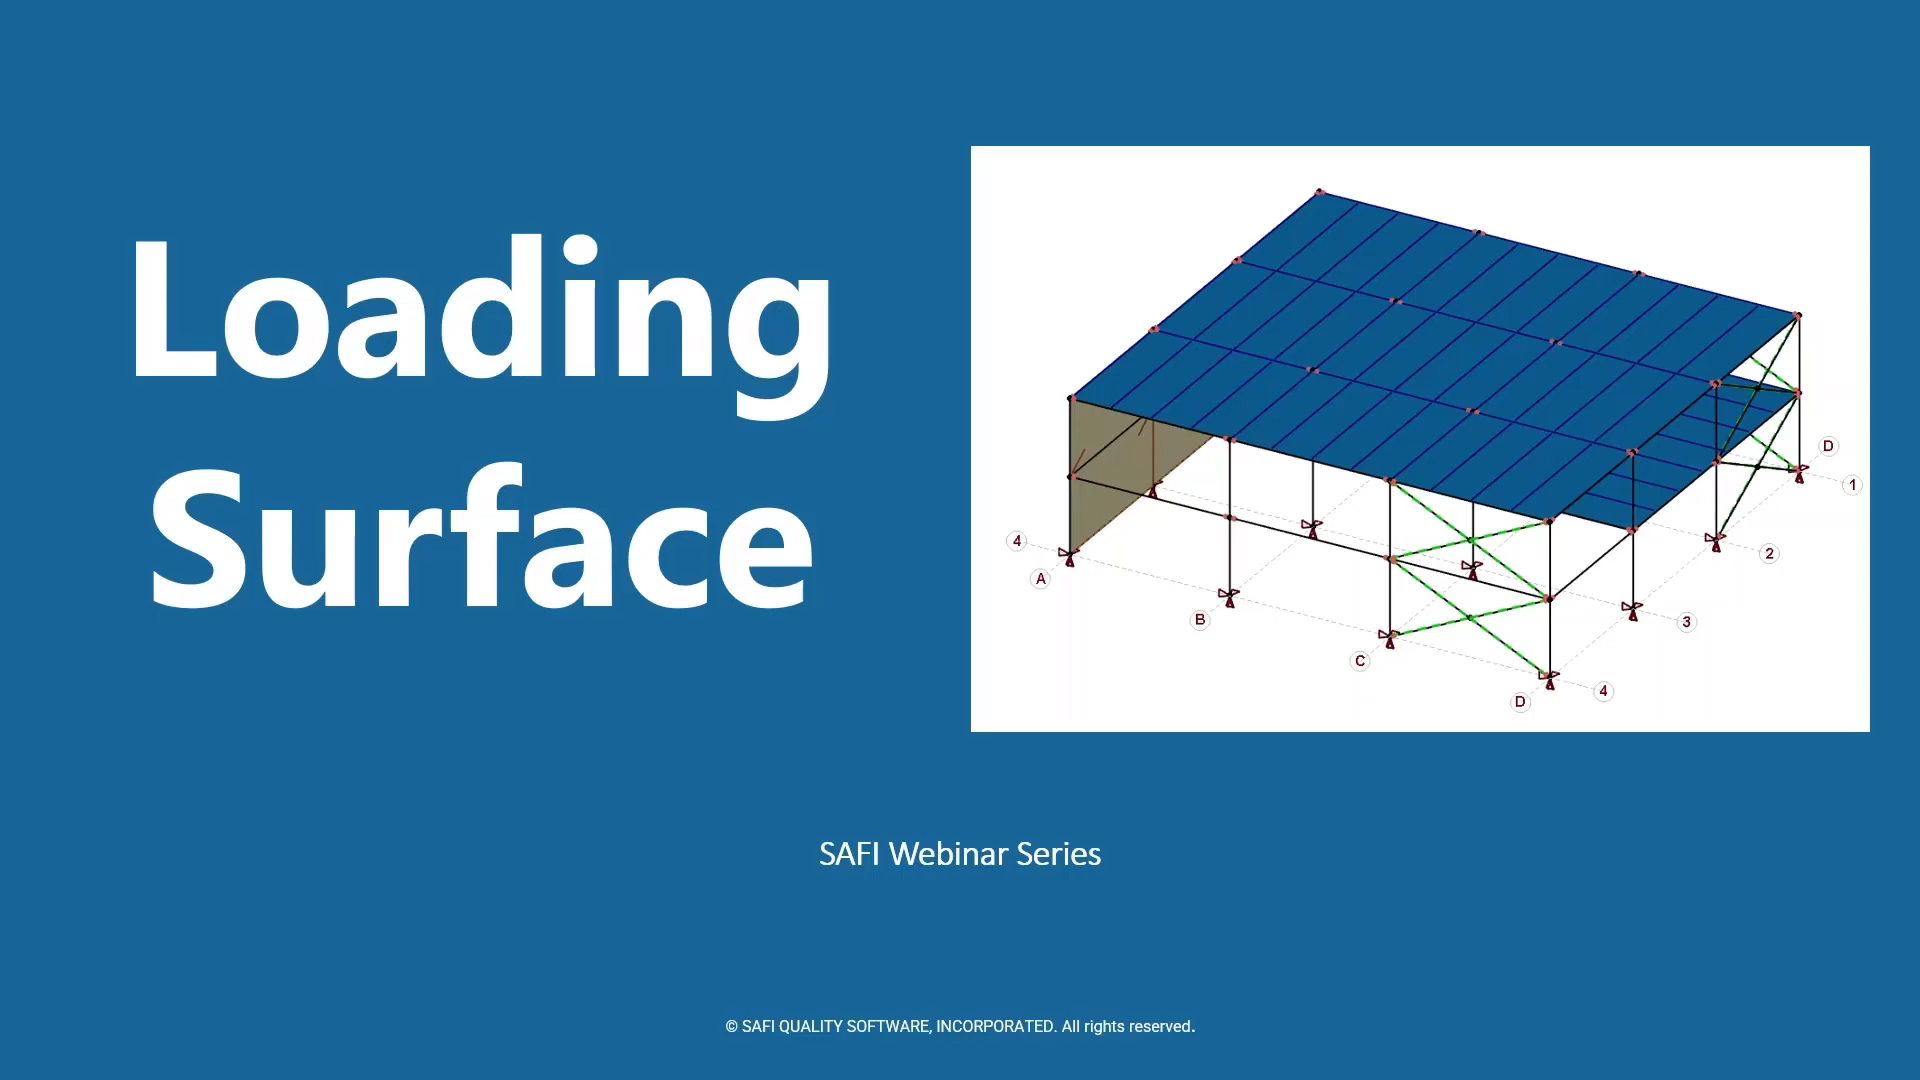 Loading
Surface
D
1
4
2
A
3
B
C
4
D
SAFI Webinar Series
© SAFI QUALITY SOFTWARE, INCORPORATED. All rights reserved.